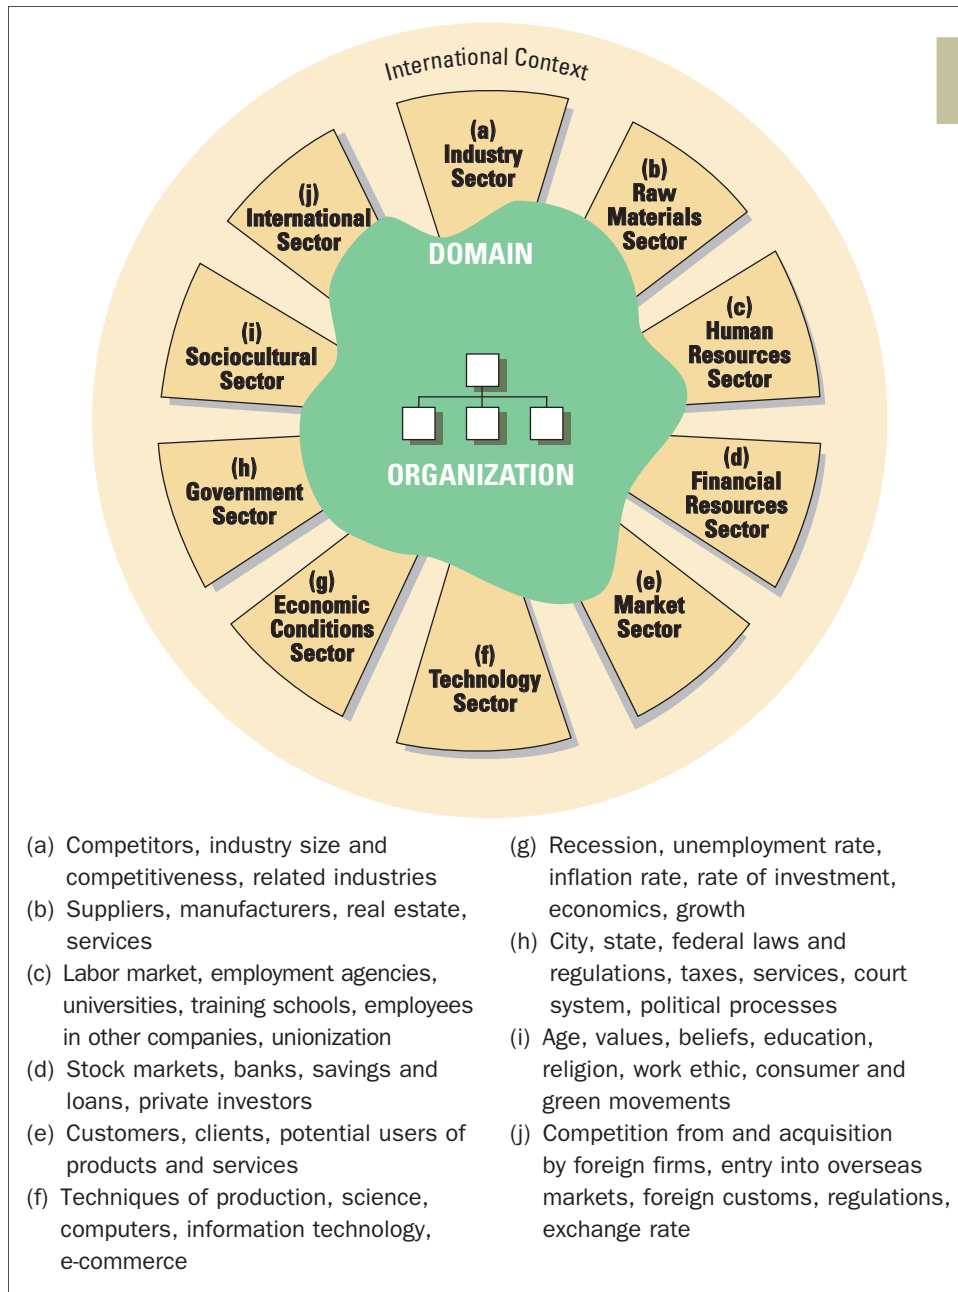 International Context
(a)
Industry
Sector
(b)
Raw
Materials
Sector
(c)
Human
Resources
Sector
(d)
Financial
Resources
Sector
(e)
Market
Sector
(f)
Technology
Sector
(g)
Economic
Conditions
Sector
(h)
Government
Sector
(i)
Sociocultural
Sector
(j)
International
Sector
DOMAIN
ORGANIZATION
(a) Competitors, industry size and
competitiveness, related industries
(b) Suppliers, manufacturers, real estate,
services
(c) Labor market, employment agencies,
universities, training schools, employees
in other companies, unionization
(d) Stock markets, banks, savings and
loans, private investors
(e) Customers, clients, potential users of
products and services
(f) Techniques of production, science,
computers, information technology,
e-commerce
(g) Recession, unemployment rate,
inflation rate, rate of investment,
economics, growth
(h) City, state, federal laws and
regulations, taxes, services, court
system, political processes
(i) Age, values, beliefs, education,
religion, work ethic, consumer and
green movements
(j) Competition from and acquisition
by foreign firms, entry into overseas
markets, foreign customs, regulations,
exchange rate